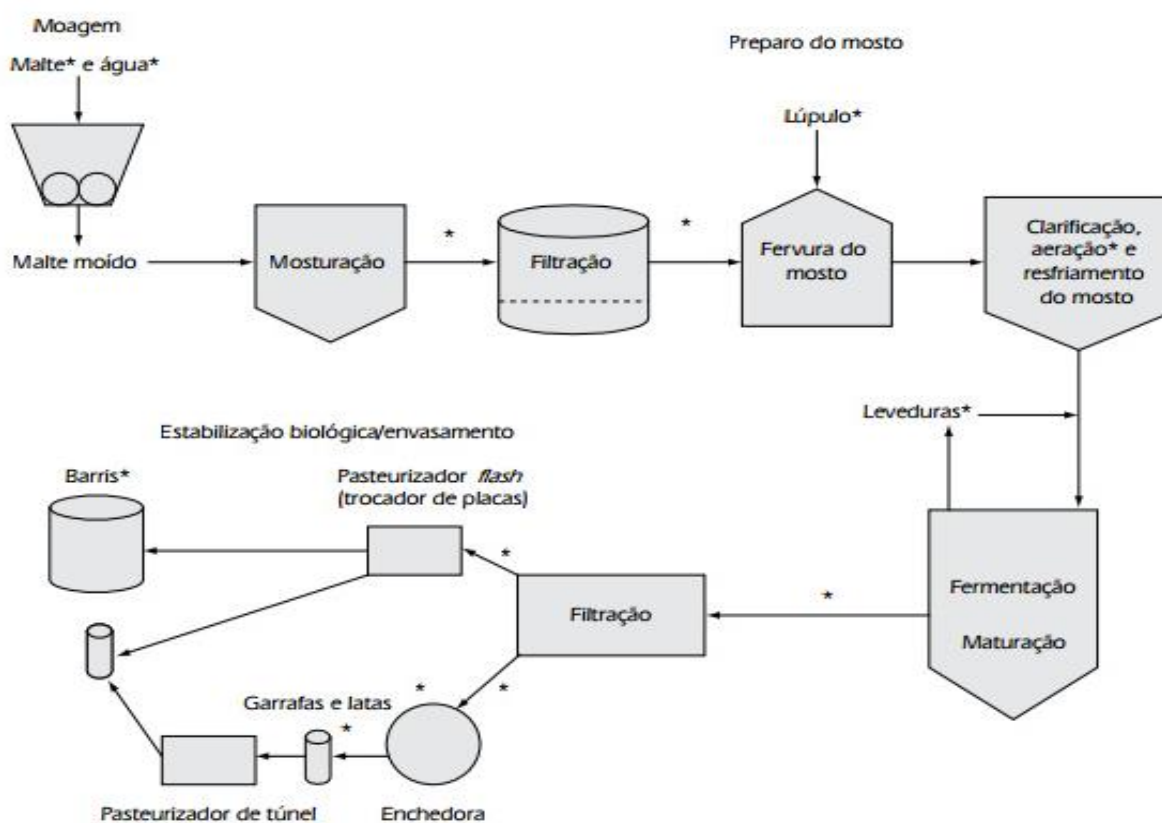 Moagem
Malte* e água*
Malte moído
Mosturação
*
Filtração
*
Preparo do mosto
Lúpulo*
Fervura do
mosto
Clarificação,
aeração* e
resfriamento
do mosto
Leveduras*
Fermentação
Maturação
*
Filtração
*
*
*
Estabilização biológica/envasamento
Pasteurizador flash
(trocador de placas)
Barris*
Garrafas e latas
*
Enchedora
Pasteurizador de túnel